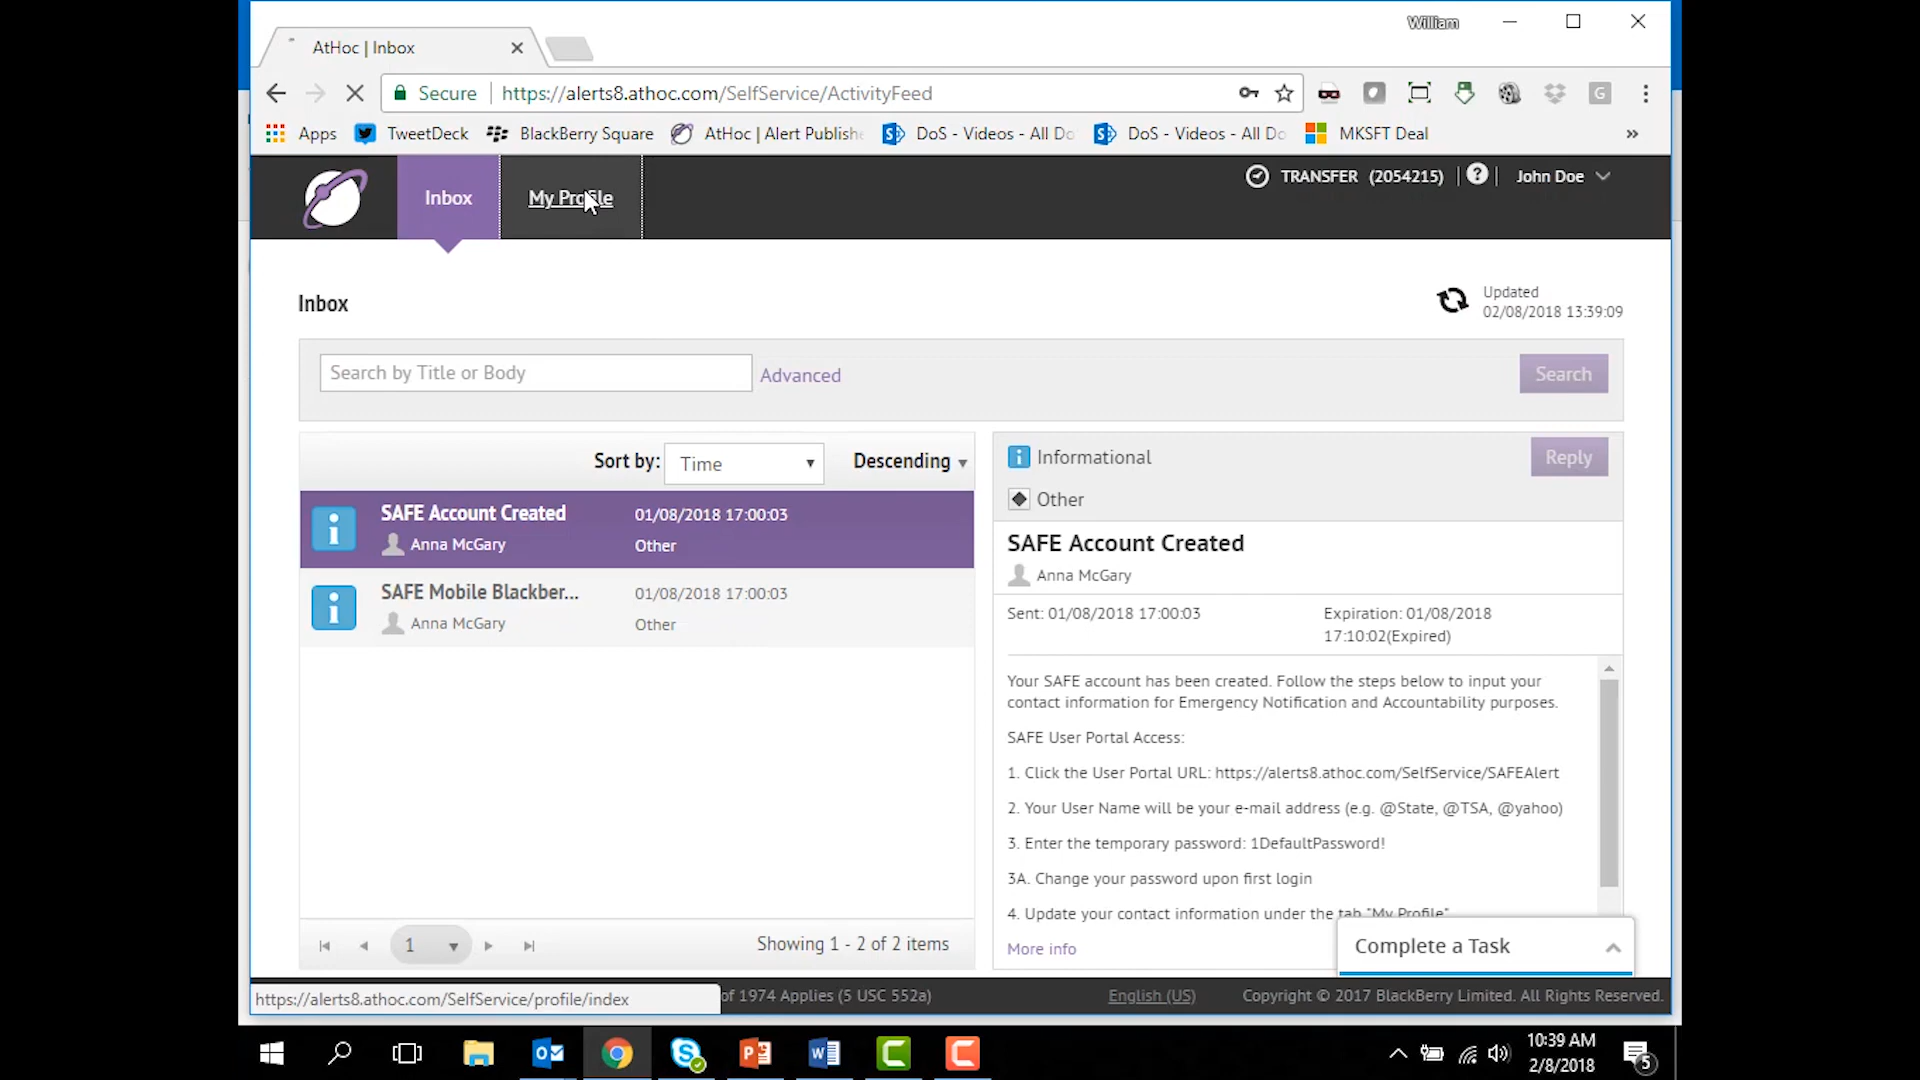 William
AtHoc | Inbox
Secure https://alerts8.athoc.com/SelfService/ActivityFeed
Apps TweetDeck BlackBerry Square AtHoc | Alert Publishe DoS - Videos - All Do DoS - Videos - All Do MKSFT Deal »
Inbox My Profile TRANSFER (2054215) ? John Doe
Inbox
Updated
02/08/2018 13:39:09
Search by Title or Body Advanced Search
Sort by: Time Descending
SAFE Account Created 01/08/2018 17:00:03
Anna McGary Other
SAFE Mobile Blackber... 01/08/2018 17:00:03
Anna McGary Other
Showing 1 - 2 of 2 items
1
Informational Reply
Other
SAFE Account Created
Anna McGary
Sent: 01/08/2018 17:00:03 Expiration: 01/08/2018
17:10:02(Expired)
Your SAFE account has been created. Follow the steps below to input your
contact information for Emergency Notification and Accountability purposes.
SAFE User Portal Access:
1. Click the User Portal URL: https://alerts8.athoc.com/SelfService/SAFEAlert
2. Your User Name will be your e-mail address (e.g. @State, @TSA, @yahoo)
3. Enter the temporary password: 1DefaultPassword!
3A. Change your password upon first login
4. Update your contact information under the tab "My Profile"
More info
Complete a Task
https://alerts8.athoc.com/SelfService/profile/index
of 1974 Applies (5 USC 552a) English (US) Copyright © 2017 BlackBerry Limited. All Rights Reserved.
10:39 AM
2/8/2018
5